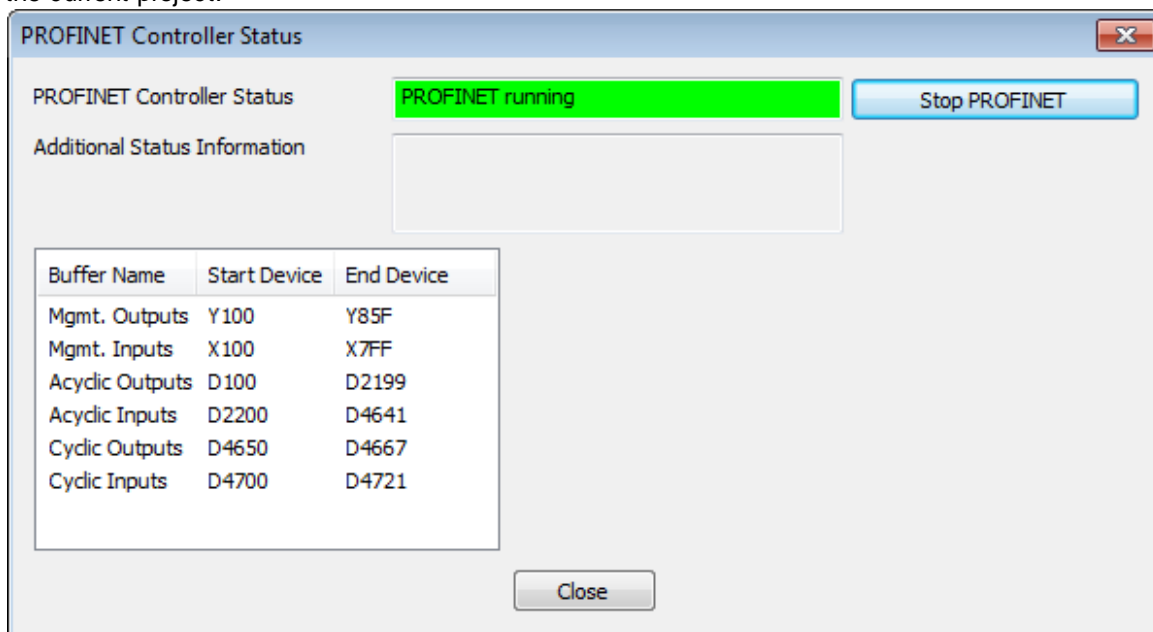 the current project.
PROFINET Controller Status
PROFINET Controller Status PROFINET running Stop PROFINET
Additional Status Information
Buffer Name Start Device End Device
Mgmt. Outputs Y100 Y85F
Mgmt. Inputs X100 X7FF
Acyclic Outputs D100 D2199
Acyclic Inputs D2200 D4641
Cyclic Outputs D4650 D4667
Cyclic Inputs D4700 D4721
Close